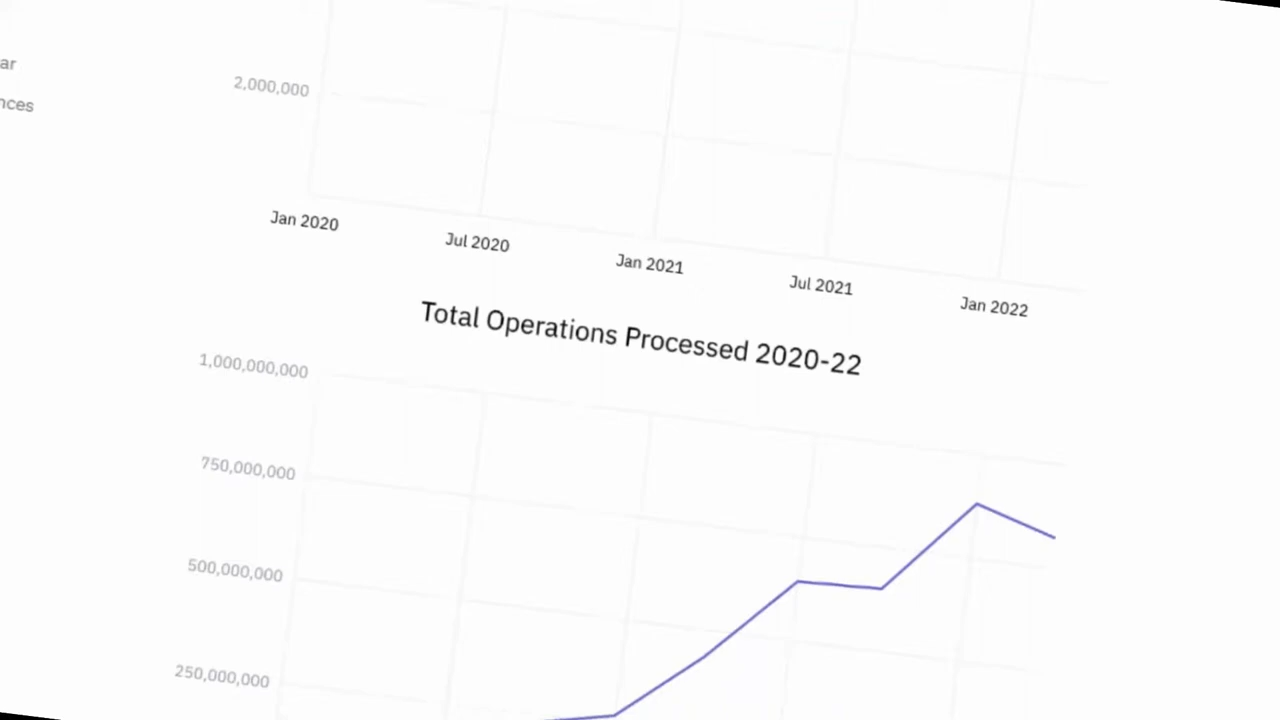 ar
nces
2,000,000
Jan 2020
Jul 2020
Jan 2021
Jul 2021
Jan 2022
Total Operations Processed 2020-22
1,000,000,000
750,000,000
500,000,000
250,000,000